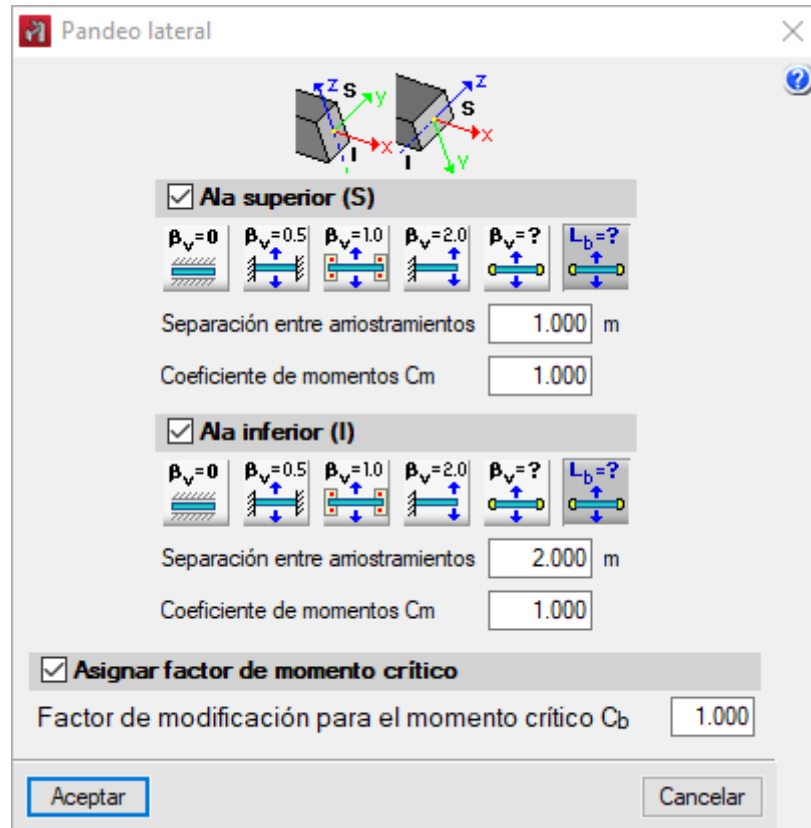 Pandeo lateral
z S y x I
z S x y I
Ala superior (S)
βv=0 βv=0.5 βv=1.0 βv=2.0 βv=? Lb=?
Separación entre arriostramientos 1.000 m
Coeficiente de momentos Cm 1.000
Ala inferior (I)
βv=0 βv=0.5 βv=1.0 βv=2.0 βv=? Lb=?
Separación entre arriostramientos 2.000 m
Coeficiente de momentos Cm 1.000
Asignar factor de momento crítico
Factor de modificación para el momento crítico Cb 1.000
Aceptar Cancelar